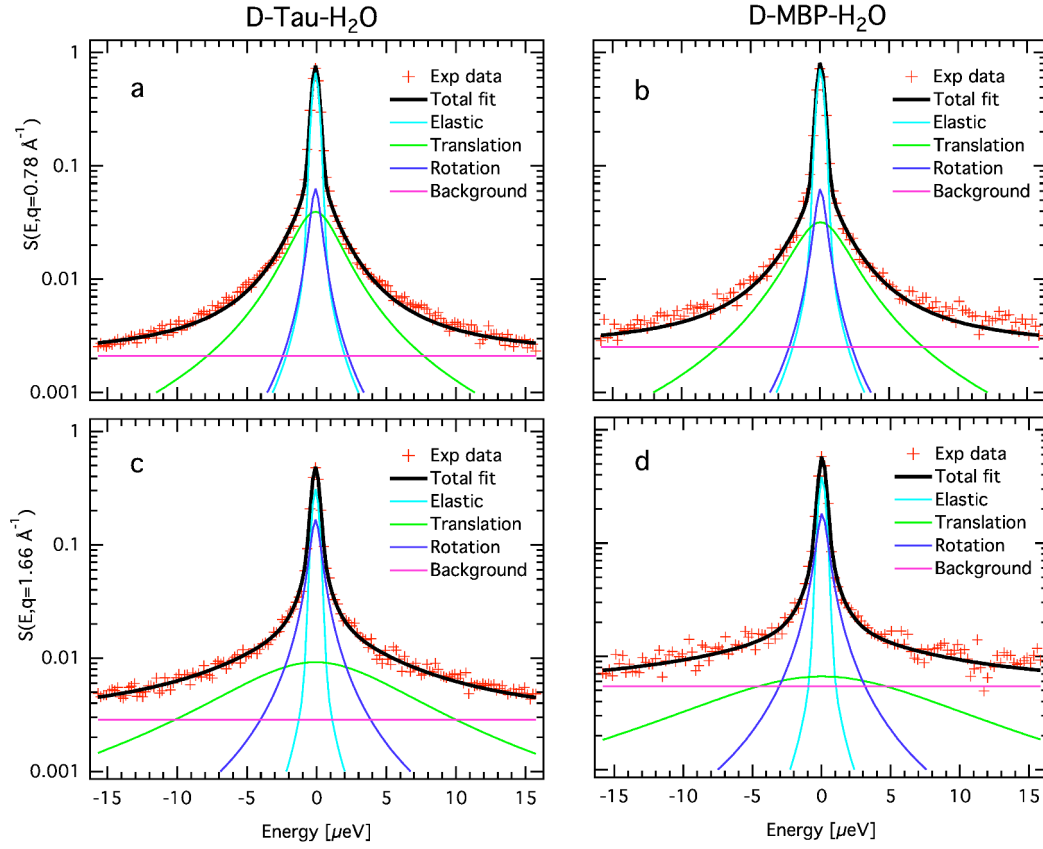 D-Tau-H₂O
D-MBP-H₂O
S(E,q=0.78 Å⁻¹)
1
0.1
0.01
0.001
a
Exp data
Total fit
Elastic
Translation
Rotation
Background
b
Exp data
Total fit
Elastic
Translation
Rotation
Background
S(E,q=1.66 Å⁻¹)
1
0.1
0.01
0.001
c
Exp data
Total fit
Elastic
Translation
Rotation
Background
d
Exp data
Total fit
Elastic
Translation
Rotation
Background
-15 -10 -5 0 5 10 15
Energy [µeV]
-15 -10 -5 0 5 10 15
Energy [µeV]